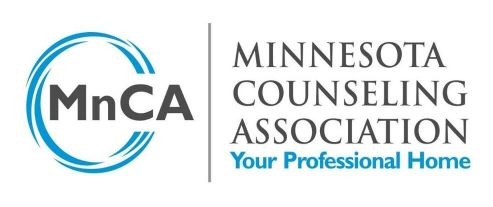 MnCA
MINNESOTA
COUNSELING
ASSOCIATION
Your Professional Home